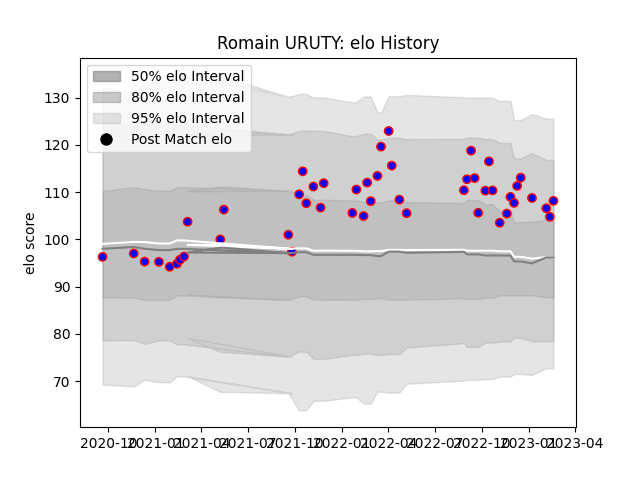 Romain URUTY: elo History
50% elo Interval
80% elo Interval
95% elo Interval
Post Match elo
elo score
130
120
110
100
90
80
70
2020-10 2021-01 2021-04 2021-07 2021-10 2022-01 2022-04 2022-07 2022-10 2023-01 2023-04